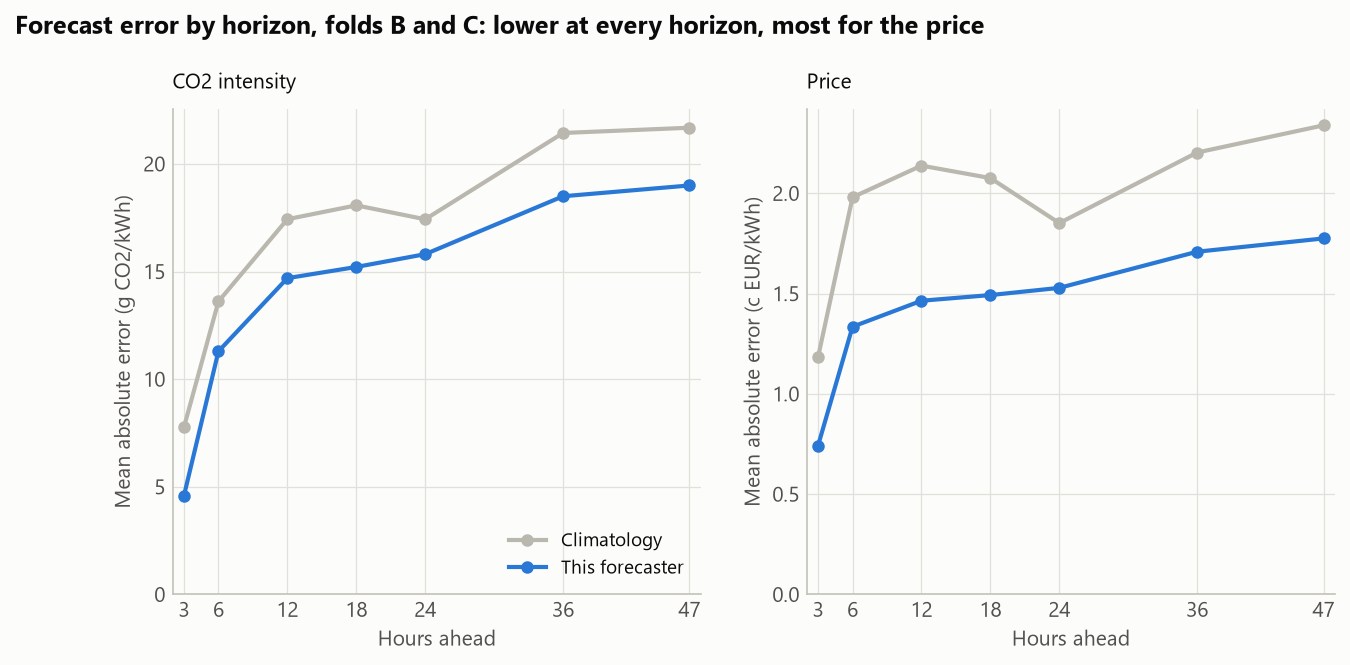 Forecast error by horizon, folds B and C: lower at every horizon, most for the price
CO2 intensity
Mean absolute error (g CO2/kWh)
20
15
10
5
0
3 6 12 18 24 36 47
Hours ahead
Climatology
This forecaster
Price
Mean absolute error (c EUR/kWh)
2.0
1.5
1.0
0.5
0.0
3 6 12 18 24 36 47
Hours ahead